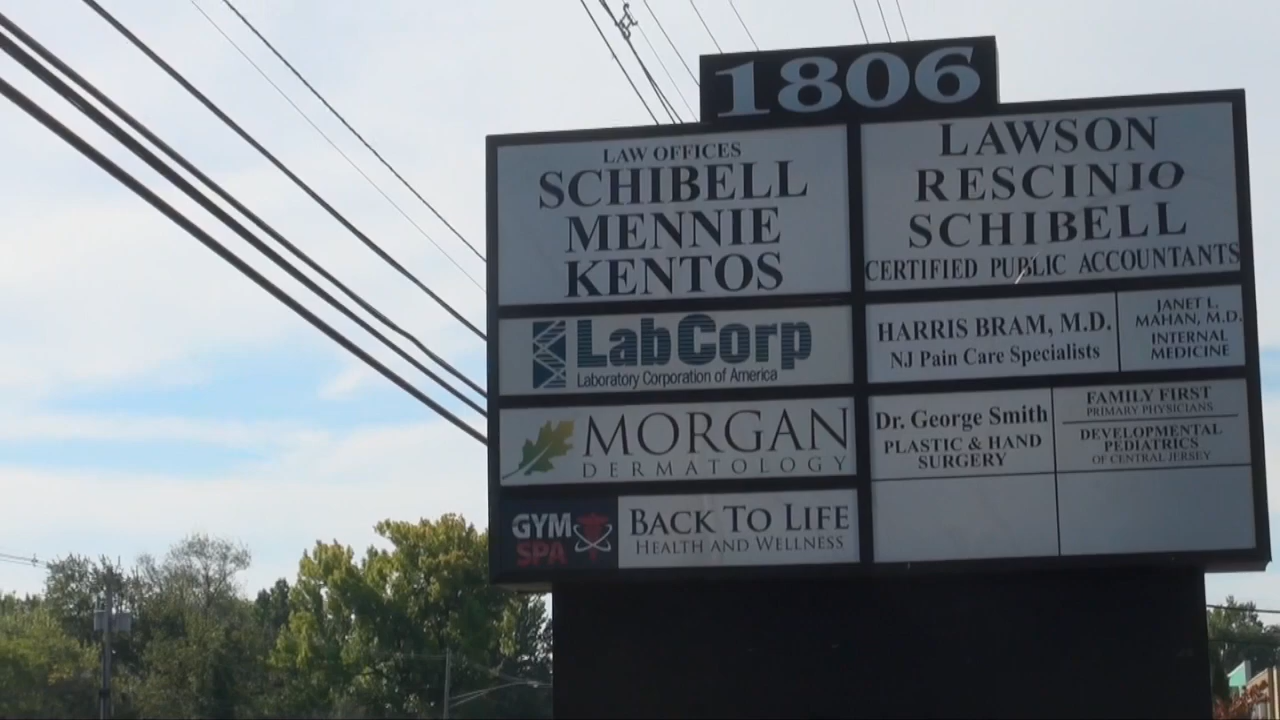 1806
LAW OFFICES
SCHIBELL
MENNIE
KENTOS
LAWSON
RESCINIO
SCHIBELL
CERTIFIED PUBLIC ACCOUNTANTS
LabCorp
Laboratory Corporation of America
HARRIS BRAM, M.D.
NJ Pain Care Specialists
JANET L.
MAHAN, M.D.
INTERNAL
MEDICINE
MORGAN
DERMATOLOGY
Dr. George Smith
PLASTIC & HAND
SURGERY
FAMILY FIRST
PRIMARY PHYSICIANS
DEVELOPMENTAL
PEDIATRICS
OF CENTRAL JERSEY
GYM
SPA
BACK TO LIFE
HEALTH AND WELLNESS